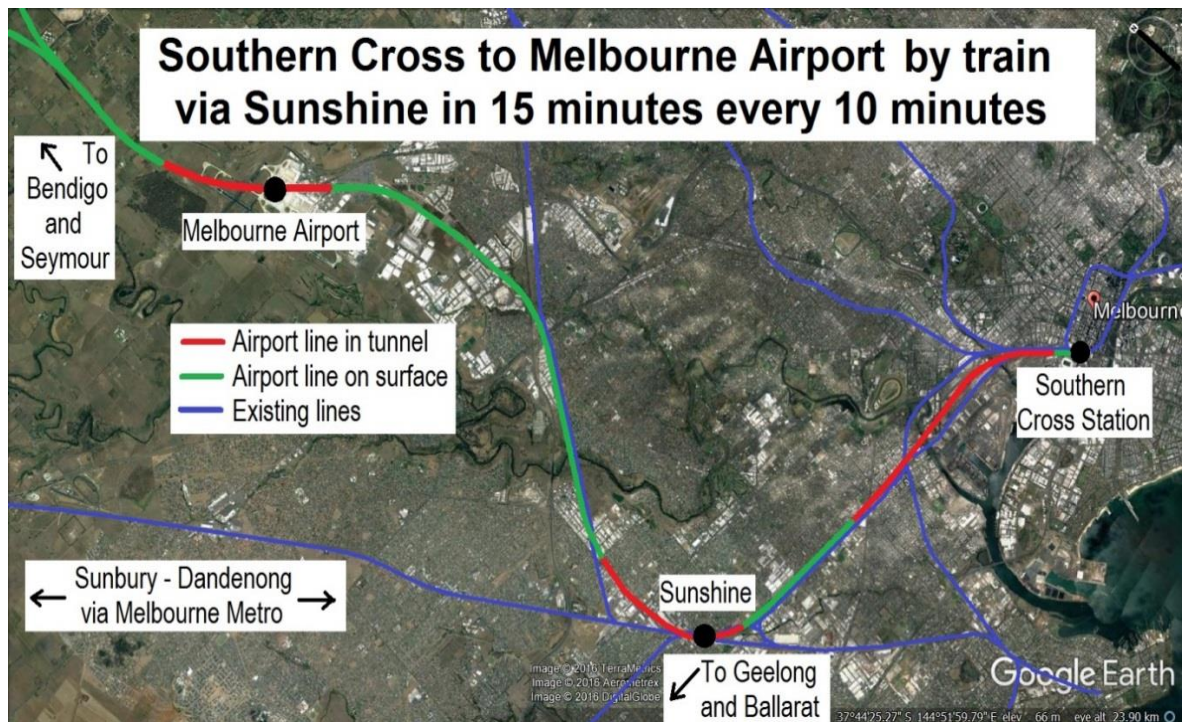 Southern Cross to Melbourne Airport by train
via Sunshine in 15 minutes every 10 minutes
To
Bendigo
and
Seymour
Melbourne Airport
Airport line in tunnel
Airport line on surface
Existing lines
Melbourne
Southern
Cross Station
Sunbury - Dandenong
via Melbourne Metro
Sunshine
To Geelong
and Ballarat
Image © 2016 TerraMetrics
Image © 2016 Aerometrex
Image © 2016 DigitalGlobe
Google Earth
37°44'25.27" S 144°51'59.79" E elev 66 m eye alt 23.90 km